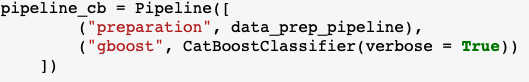 pipeline_cb = Pipeline([
        ("preparation", data_prep_pipeline),
        ("gboost", CatBoostClassifier(verbose = True))
    ])